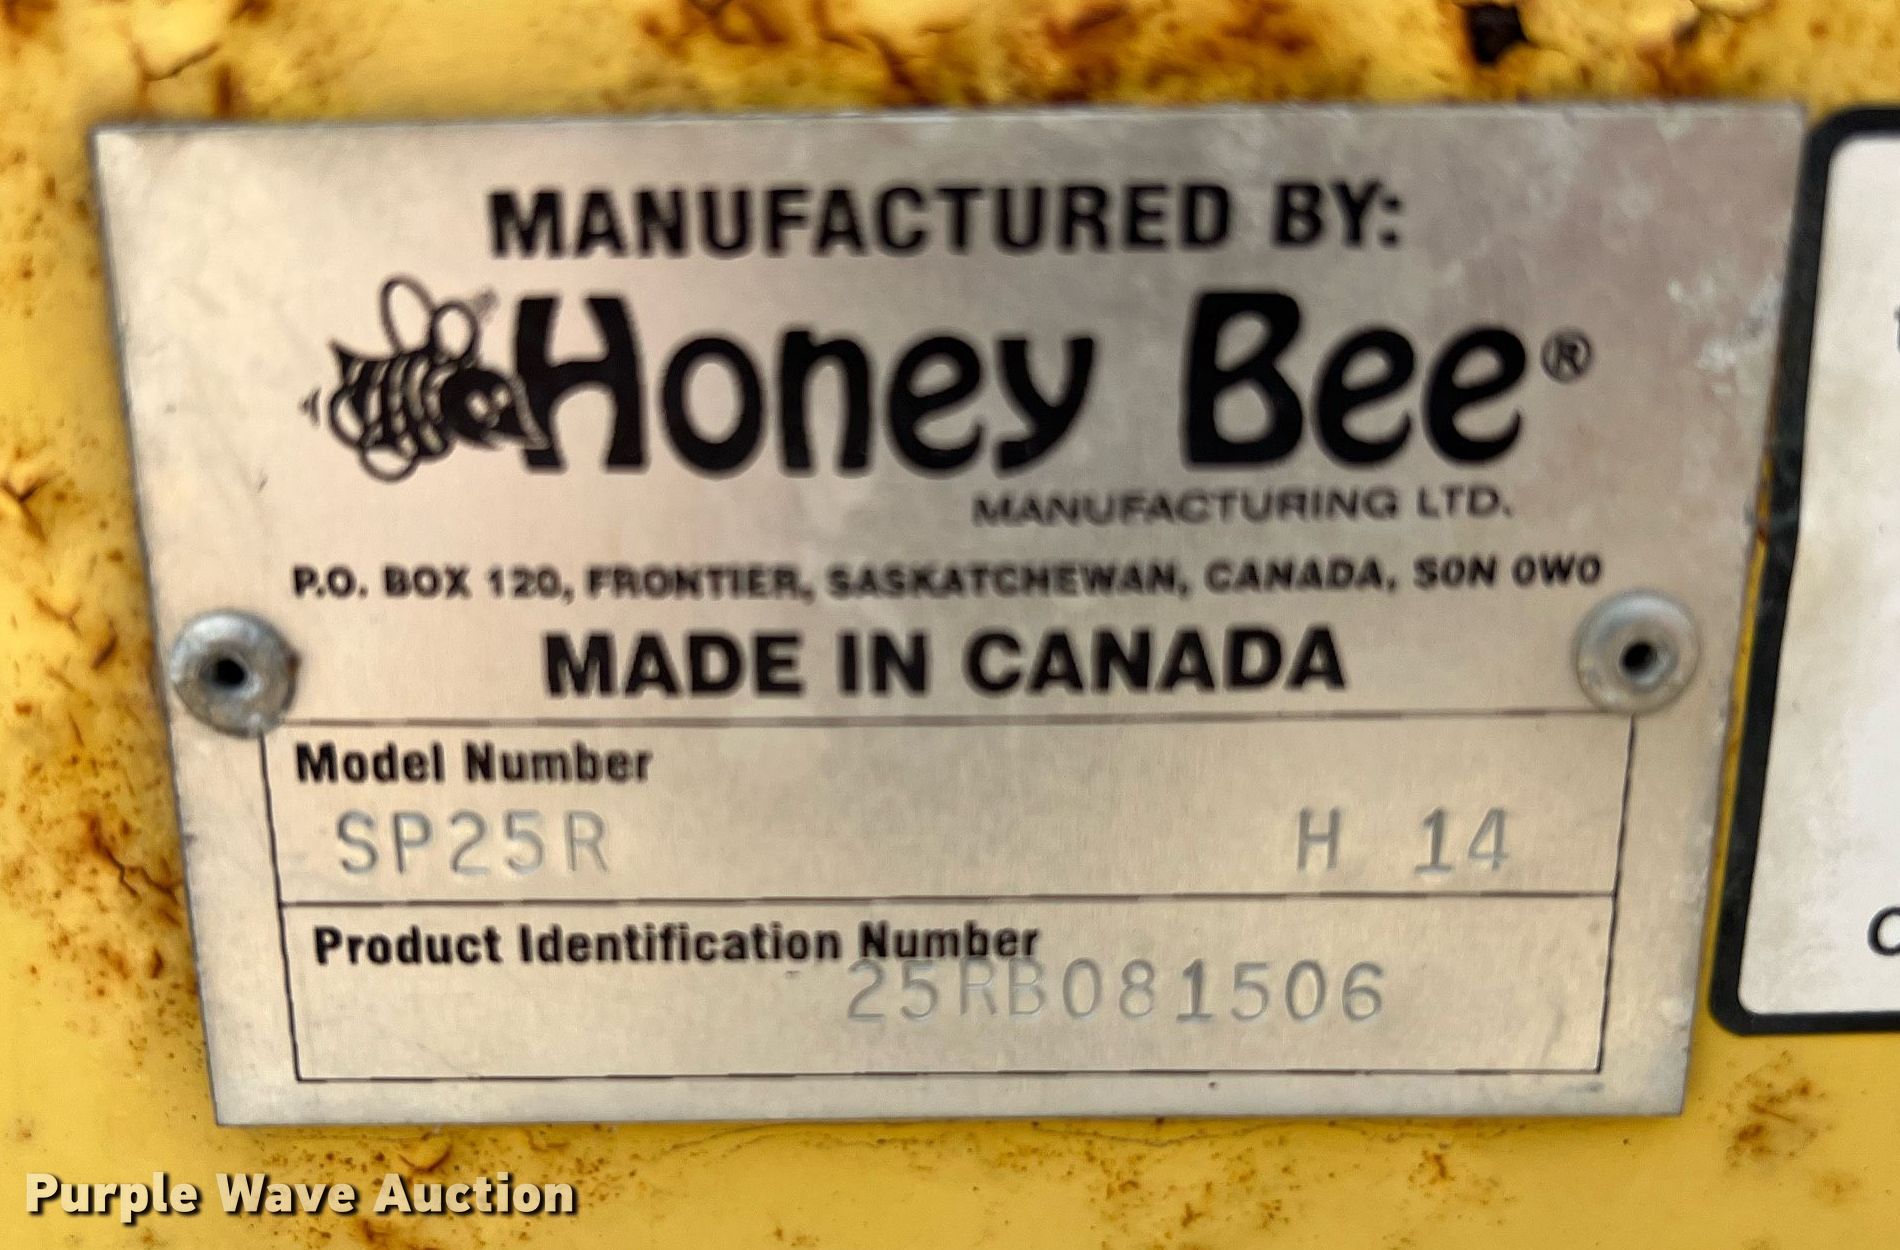 MANUFACTURED BY:
Honey Bee®
MANUFACTURING LTD.
P.O. BOX 120, FRONTIER, SASKATCHEWAN, CANADA, S0N 0W0
MADE IN CANADA
Model Number
SP25R H 14
Product Identification Number
25RB081506
Purple Wave Auction